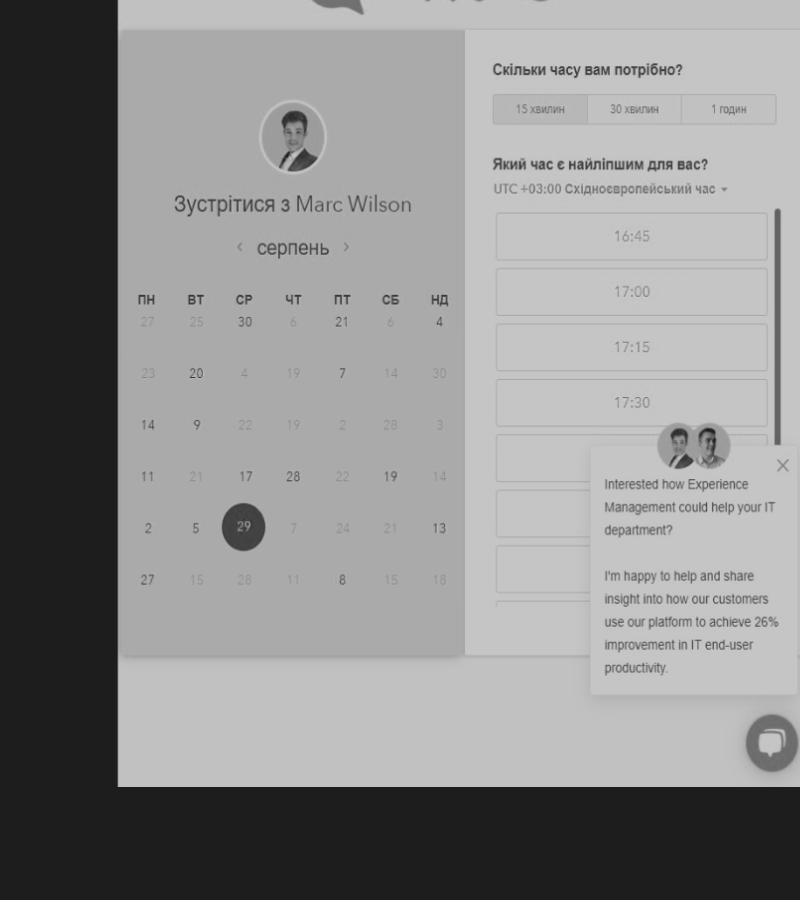 Зустрітися з Marc Wilson
‹ серпень ›
ПН ВТ СР ЧТ ПТ СБ НД
27 25 30 6 21 6 4
23 20 4 19 7 14 30
14 9 22 19 2 28 3
11 21 17 28 22 19 14
2 5 29 7 24 21 13
27 15 28 11 8 15 18
Скільки часу вам потрібно?
15 хвилин 30 хвилин 1 годин
Який час є найліпшим для вас?
UTC +03:00 Східноєвропейський час
16:45
17:00
17:15
17:30
Interested how Experience
Management could help your IT
department?
I'm happy to help and share
insight into how our customers
use our platform to achieve 26%
improvement in IT end-user
productivity.